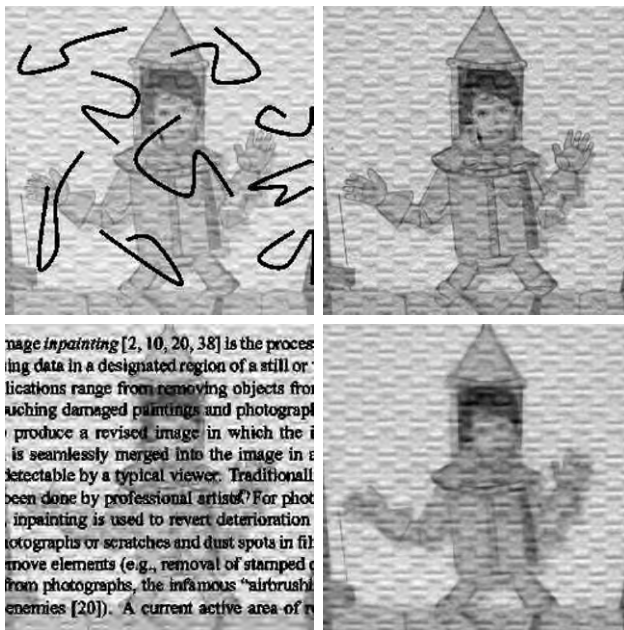 mage inpainting [2, 10, 20, 38] is the proces
ing data in a designated region of a still or
lications range from removing objects from
uching damaged paintings and photograph
produce a revised image in which the i
is seamlessly merged into the image in a
detectable by a typical viewer. Traditionall
been done by professional artists? For phot
inpainting is used to revert deterioration
otographs or scratches and dust spots in fil
move elements (e.g., removal of stamped d
from photographs, the infamous “airbrushi
enemies [20]). A current active area of re